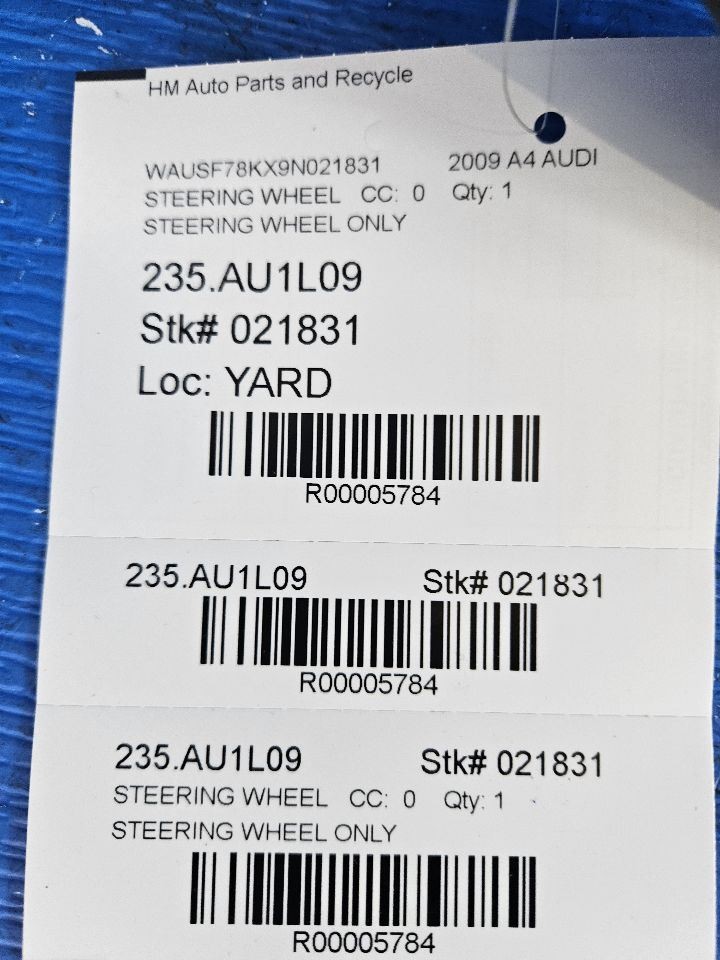 HM Auto Parts and Recycle
WAUSF78KX9N021831 2009 A4 AUDI
STEERING WHEEL CC: 0 Qty: 1
STEERING WHEEL ONLY
235.AU1L09
Stk# 021831
Loc: YARD
R00005784
235.AU1L09 Stk# 021831
R00005784
235.AU1L09 Stk# 021831
STEERING WHEEL CC: 0 Qty: 1
STEERING WHEEL ONLY
R00005784